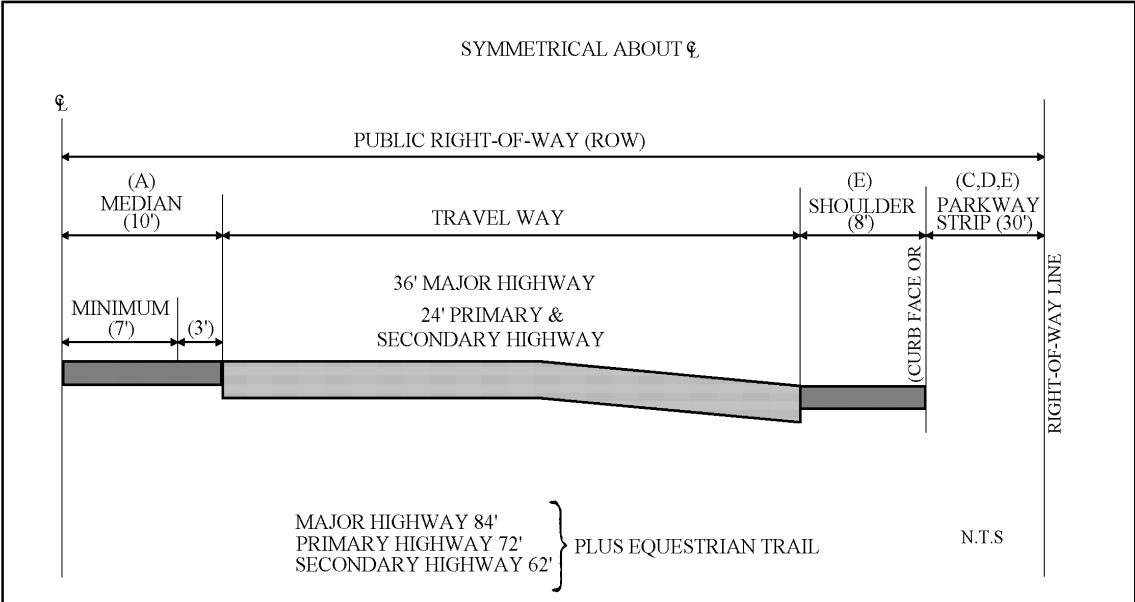 SYMMETRICAL ABOUT ℄
℄
PUBLIC RIGHT-OF-WAY (ROW)
(A)
MEDIAN
(10')
TRAVEL WAY
(E)
SHOULDER
(8')
(C,D,E)
PARKWAY
STRIP (30')
36' MAJOR HIGHWAY
24' PRIMARY &
SECONDARY HIGHWAY
MINIMUM
(7')
(3')
(CURB FACE OR
RIGHT-OF-WAY LINE
MAJOR HIGHWAY 84'
PRIMARY HIGHWAY 72'
SECONDARY HIGHWAY 62'
PLUS EQUESTRIAN TRAIL
N.T.S